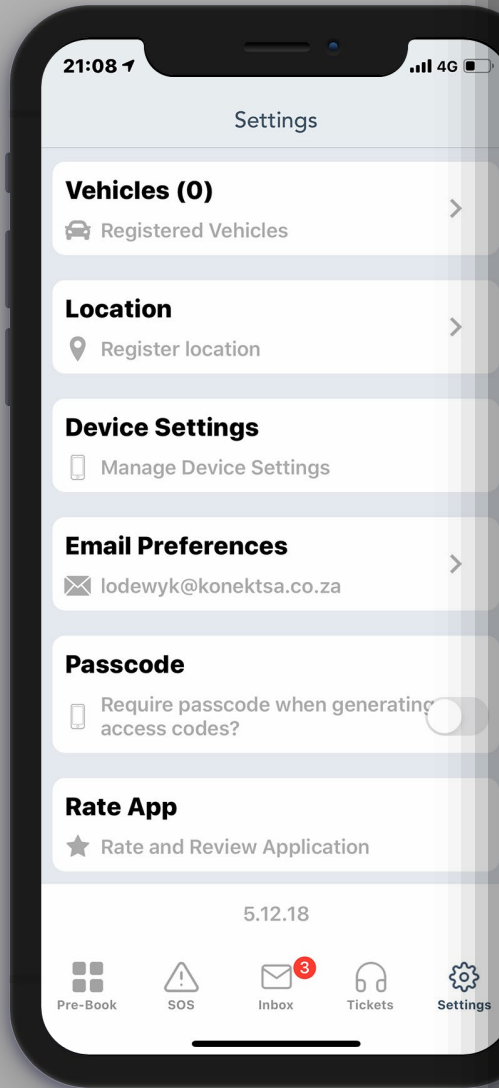 21:08
4G
Settings
Vehicles (0)
Registered Vehicles
Location
Register location
Device Settings
Manage Device Settings
Email Preferences
lodewyk@konektsa.co.za
Passcode
Require passcode when generating
access codes?
Rate App
Rate and Review Application
5.12.18
3
Pre-Book SOS Inbox Tickets Settings